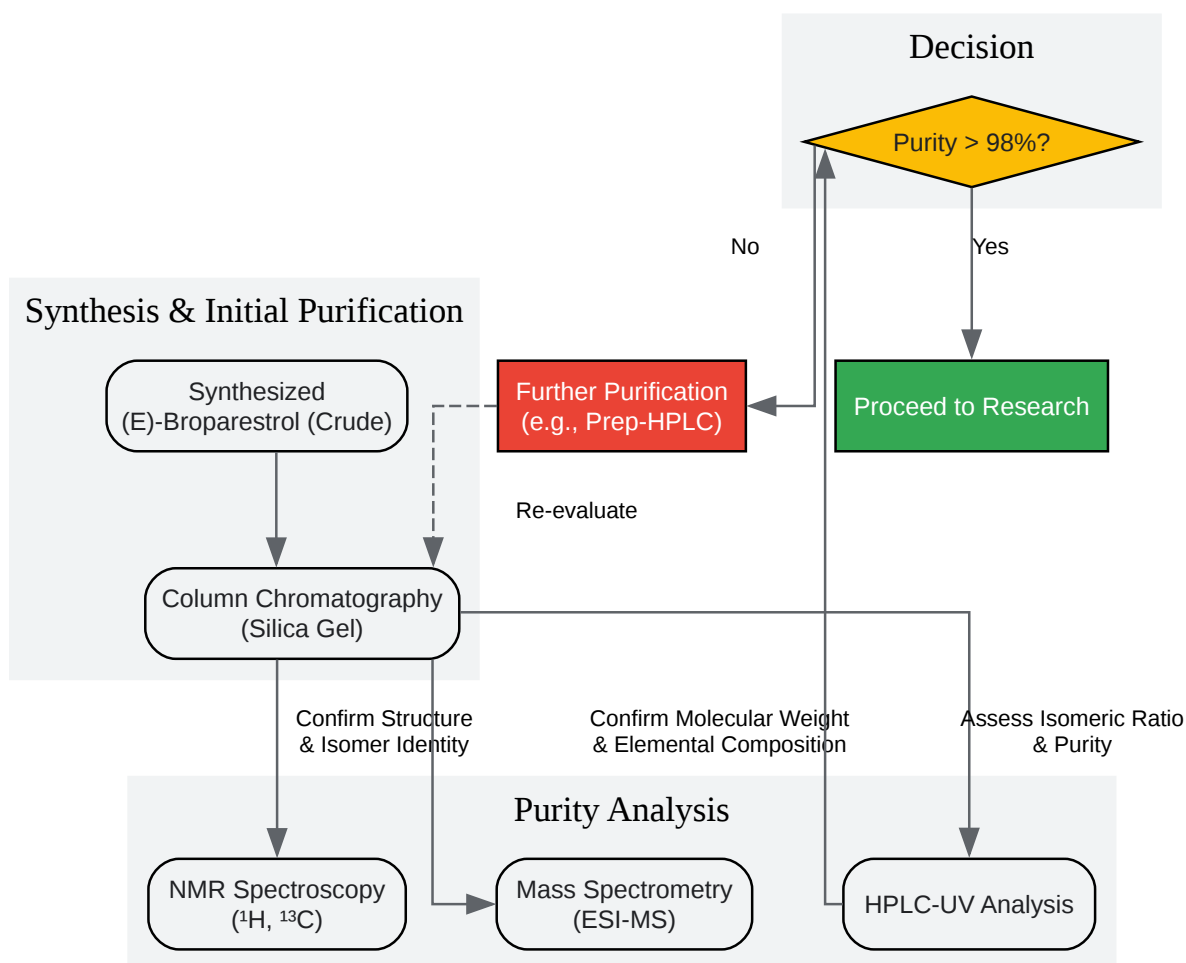 Decision
Purity > 98%?
No
Yes
Synthesis & Initial Purification
Synthesized
(E)-Broparestrol (Crude)
Further Purification
(e.g., Prep-HPLC)
Proceed to Research
Re-evaluate
Column Chromatography
(Silica Gel)
Confirm Structure
& Isomer Identity
Confirm Molecular Weight
& Elemental Composition
Assess Isomeric Ratio
& Purity
Purity Analysis
NMR Spectroscopy
(¹H, ¹³C)
Mass Spectrometry
(ESI-MS)
HPLC-UV Analysis